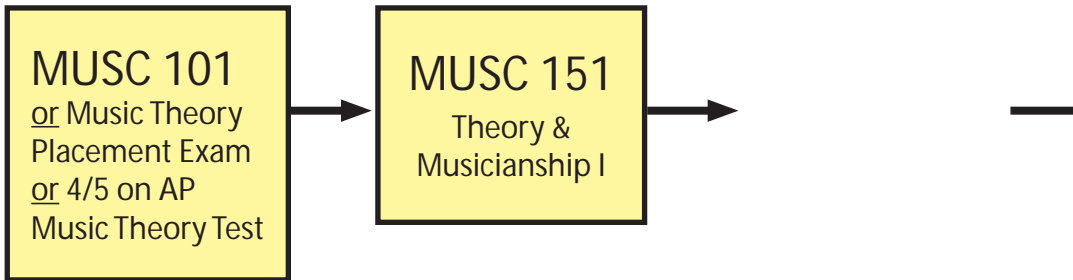 MUSC 101
or Music Theory
Placement Exam
or 4/5 on AP
Music Theory Test
MUSC 151
Theory &
Musicianship I